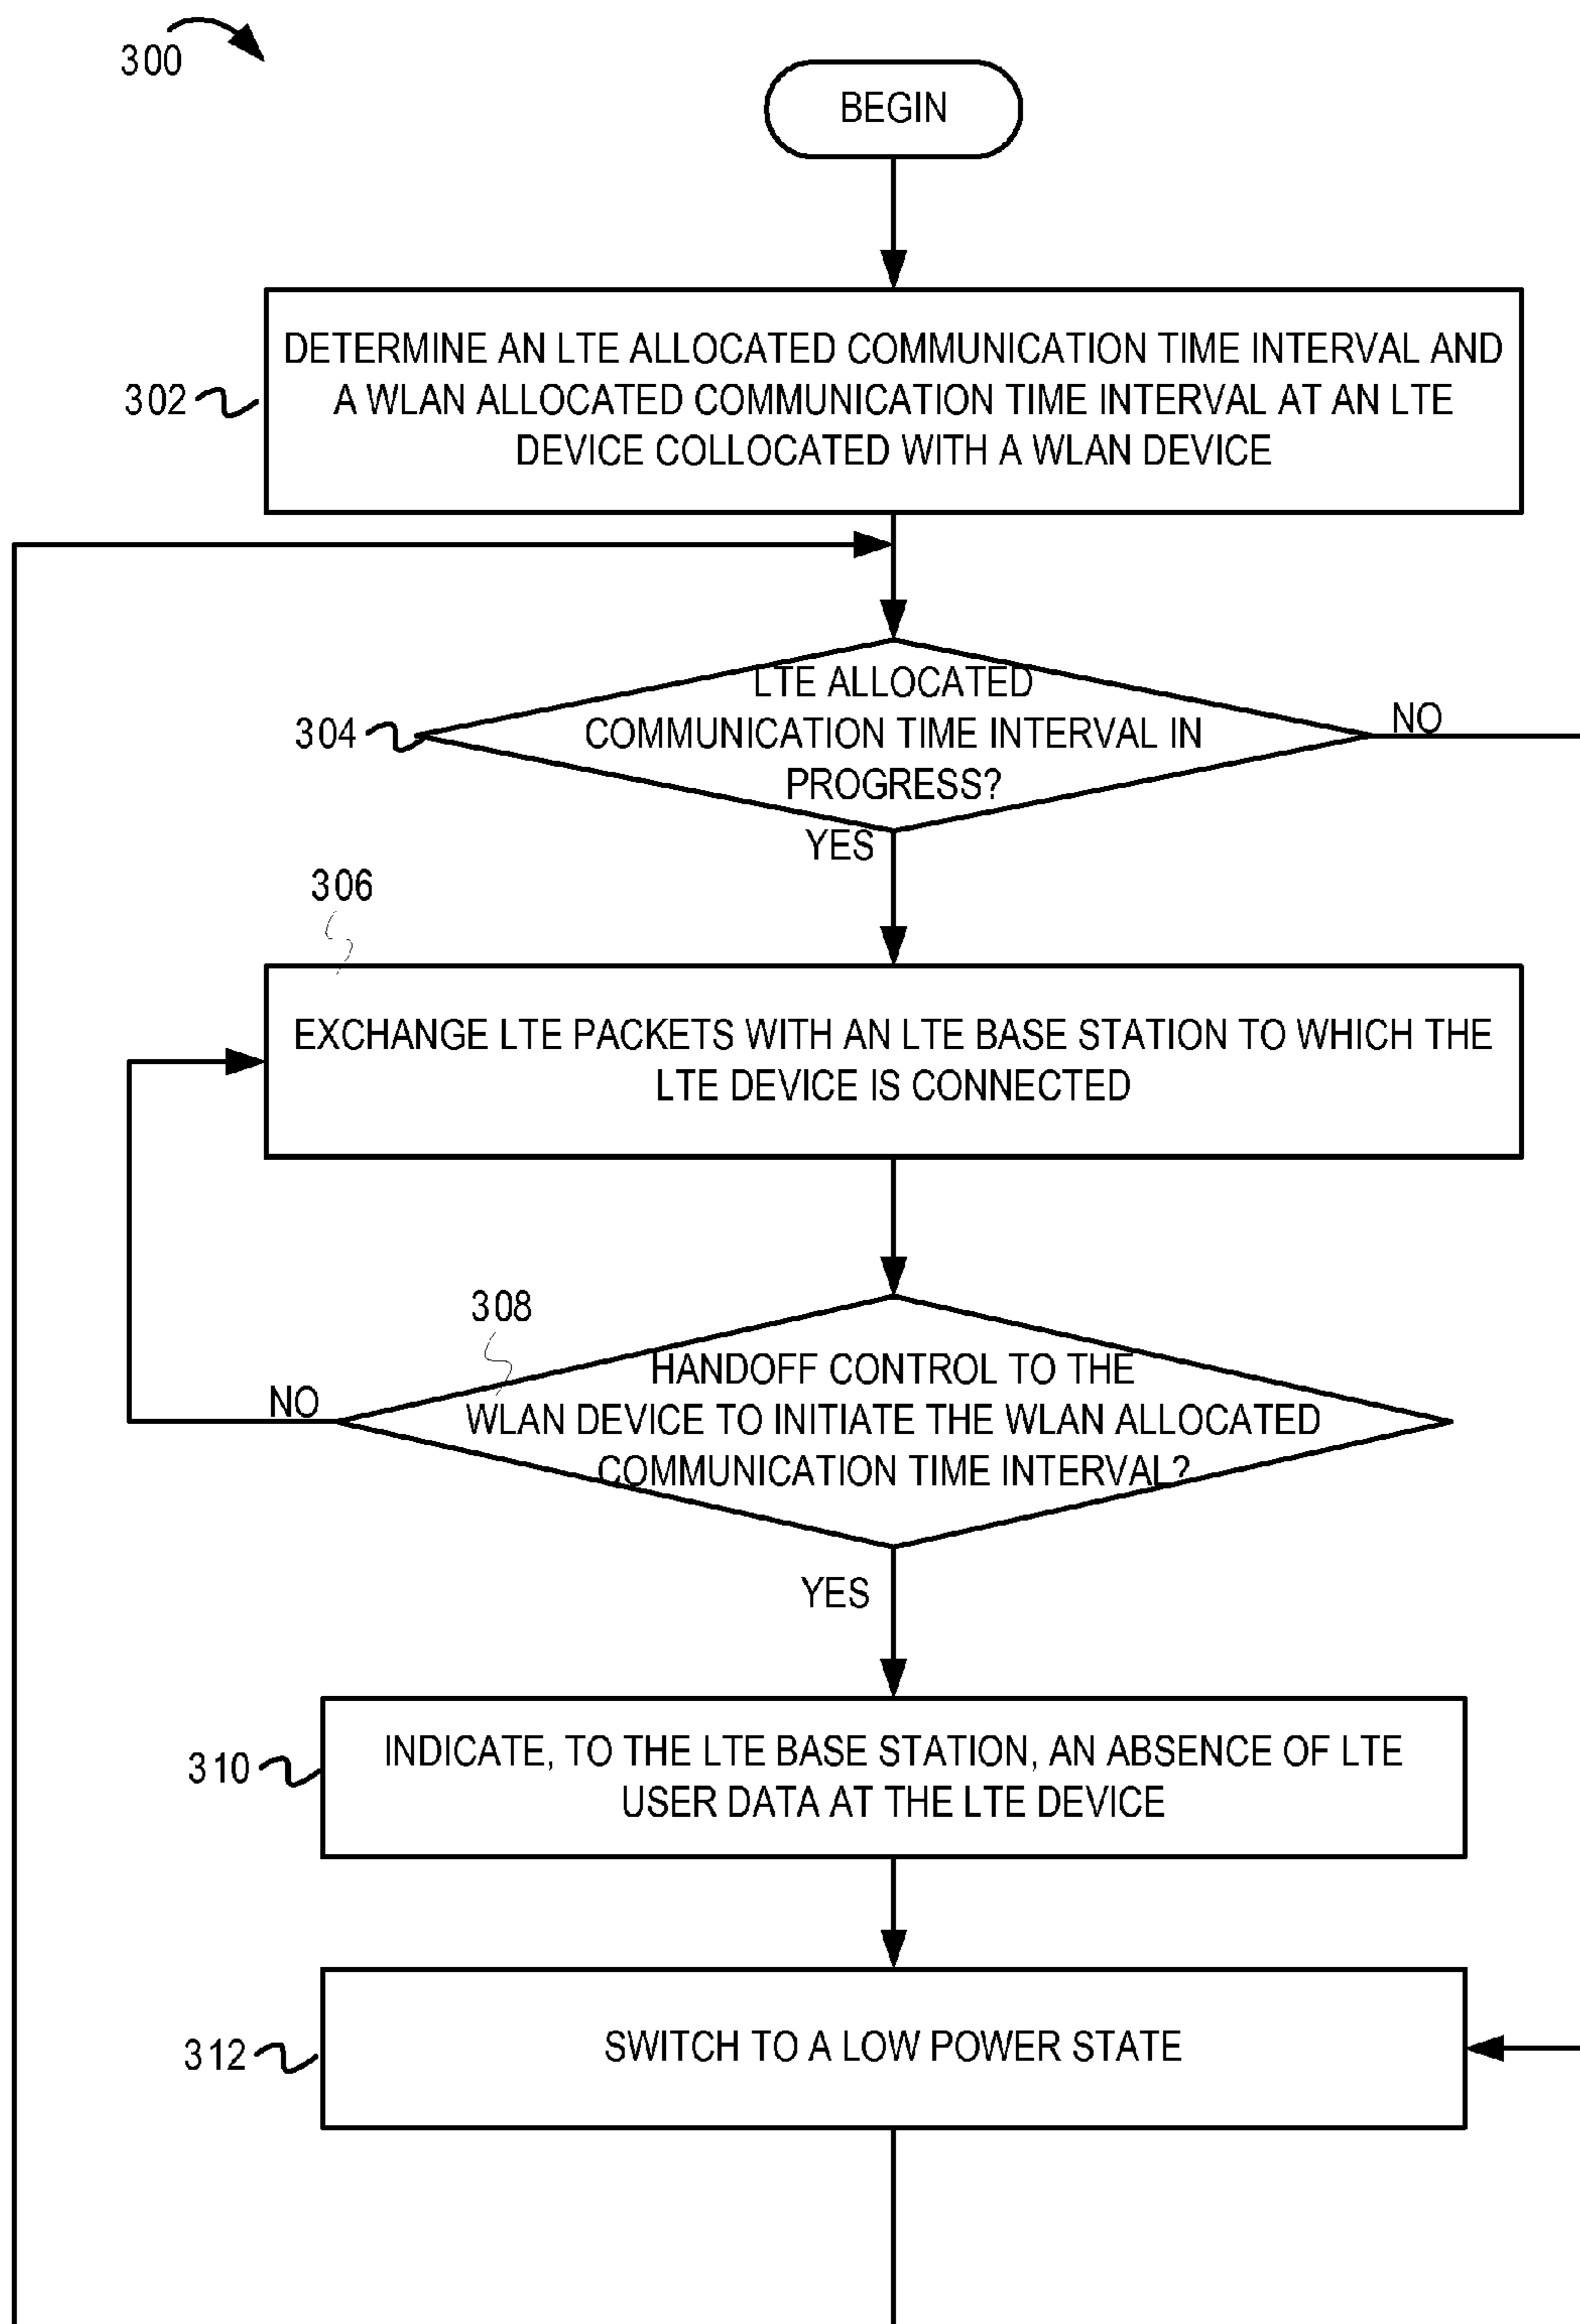 300
BEGIN
302
DETERMINE AN LTE ALLOCATED COMMUNICATION TIME INTERVAL AND
A WLAN ALLOCATED COMMUNICATION TIME INTERVAL AT AN LTE
DEVICE COLLOCATED WITH A WLAN DEVICE
304
LTE ALLOCATED
COMMUNICATION TIME INTERVAL IN
PROGRESS?
NO
YES
306
EXCHANGE LTE PACKETS WITH AN LTE BASE STATION TO WHICH THE
LTE DEVICE IS CONNECTED
308
HANDOFF CONTROL TO THE
WLAN DEVICE TO INITIATE THE WLAN ALLOCATED
COMMUNICATION TIME INTERVAL?
NO
YES
310
INDICATE, TO THE LTE BASE STATION, AN ABSENCE OF LTE
USER DATA AT THE LTE DEVICE
312
SWITCH TO A LOW POWER STATE